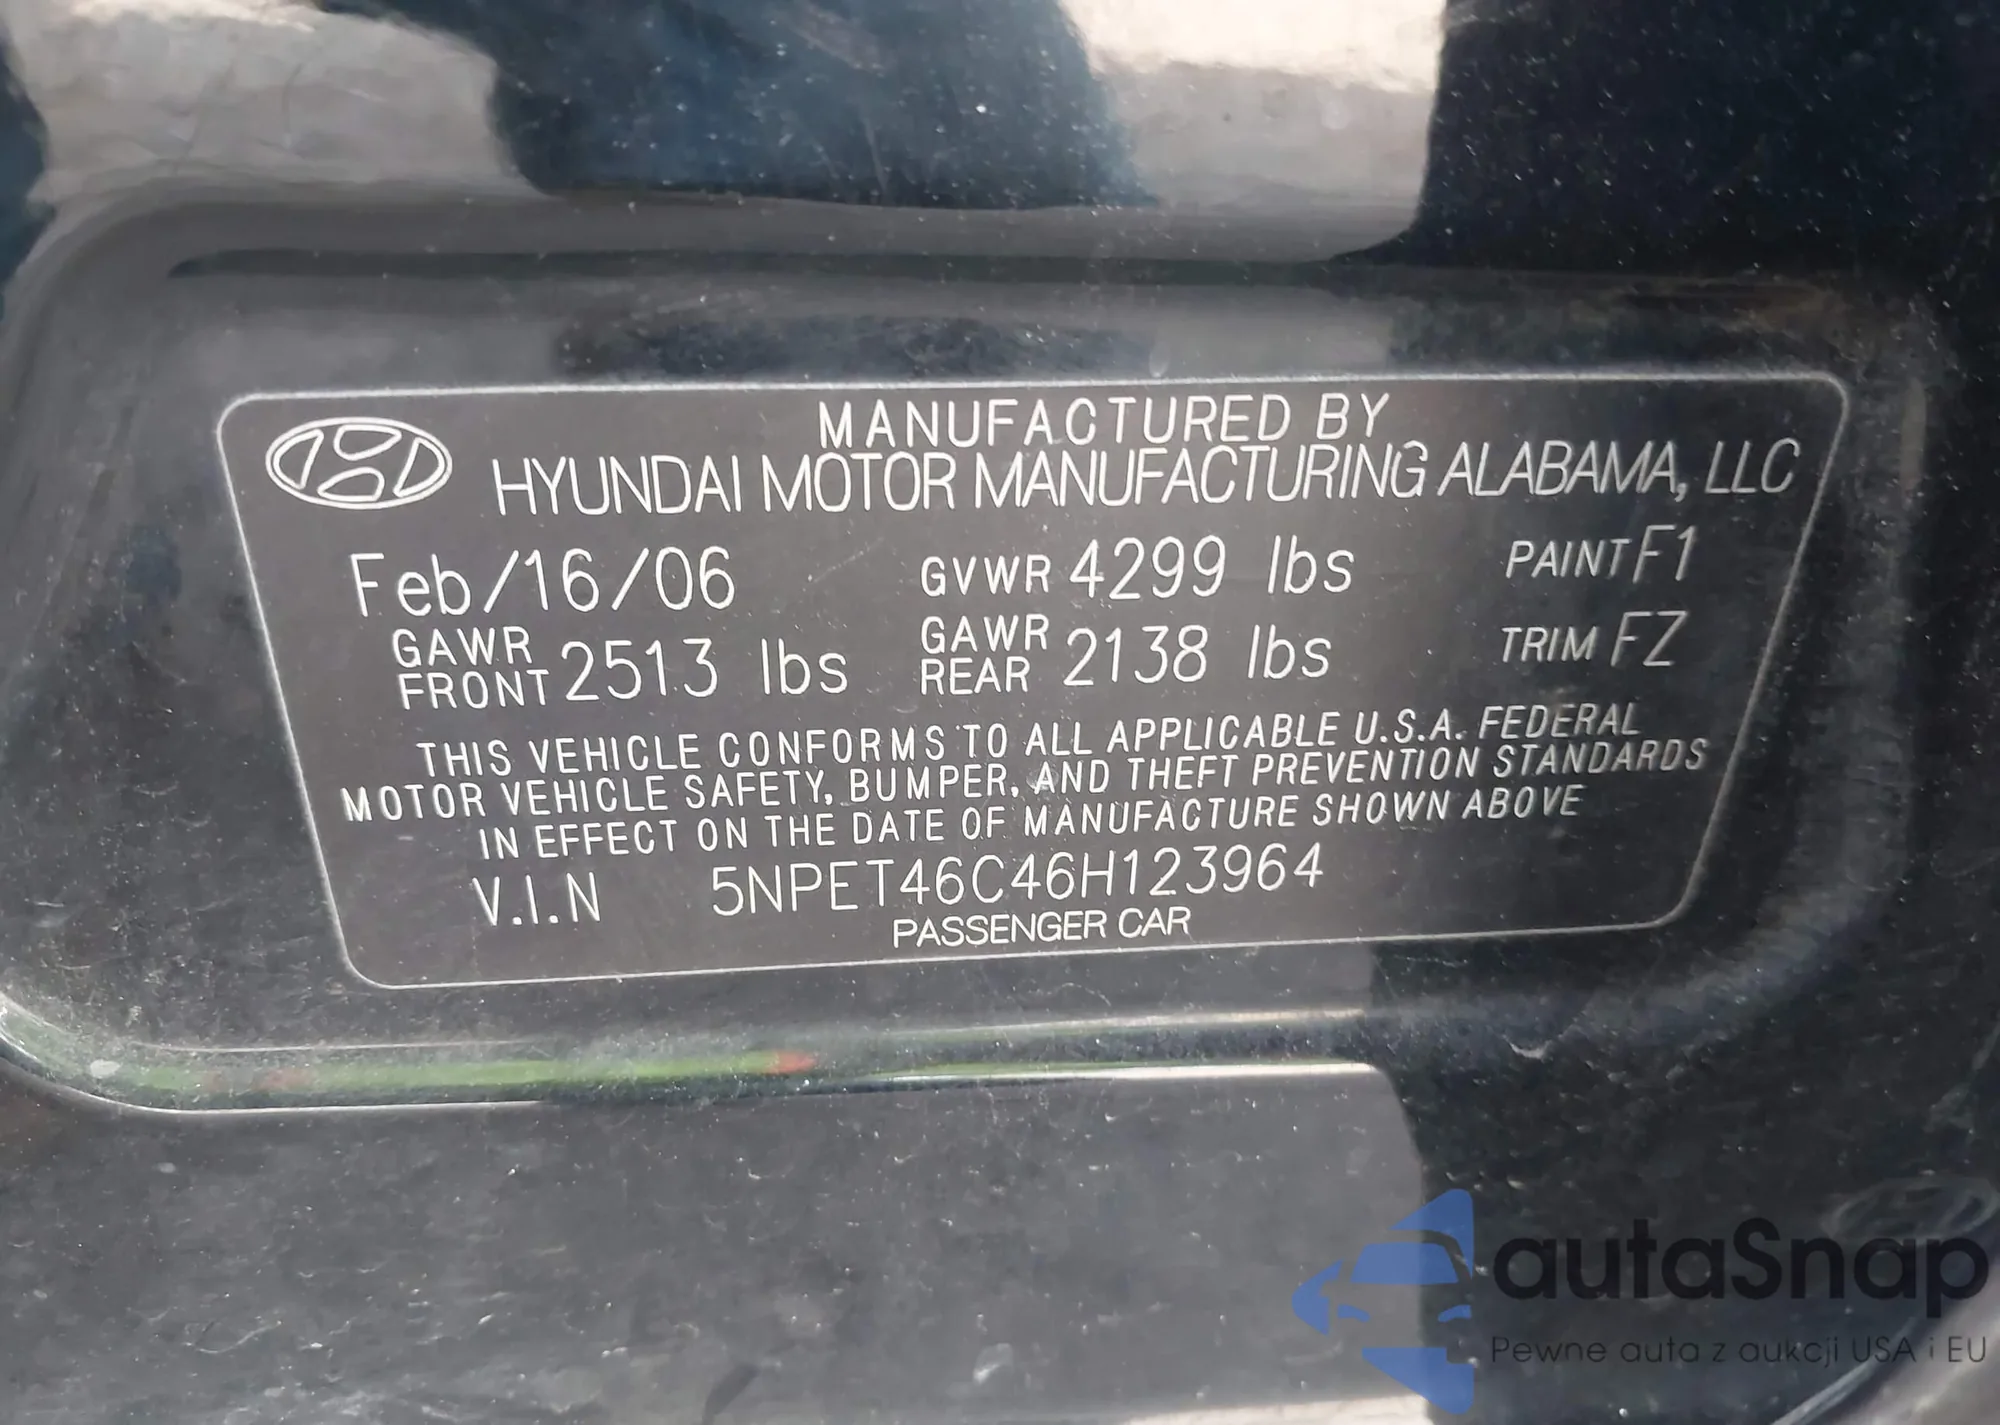 MANUFACTURED BY
HYUNDAI MOTOR MANUFACTURING ALABAMA, LLC
Feb/16/06 GVWR 4299 lbs PAINT F1
GAWR FRONT 2513 lbs GAWR REAR 2138 lbs TRIM FZ
THIS VEHICLE CONFORMS TO ALL APPLICABLE U.S.A. FEDERAL
MOTOR VEHICLE SAFETY, BUMPER, AND THEFT PREVENTION STANDARDS
IN EFFECT ON THE DATE OF MANUFACTURE SHOWN ABOVE
V.I.N 5NPET46C46H123964
PASSENGER CAR
autaSnap
Pewne auta z aukcji USA i EU